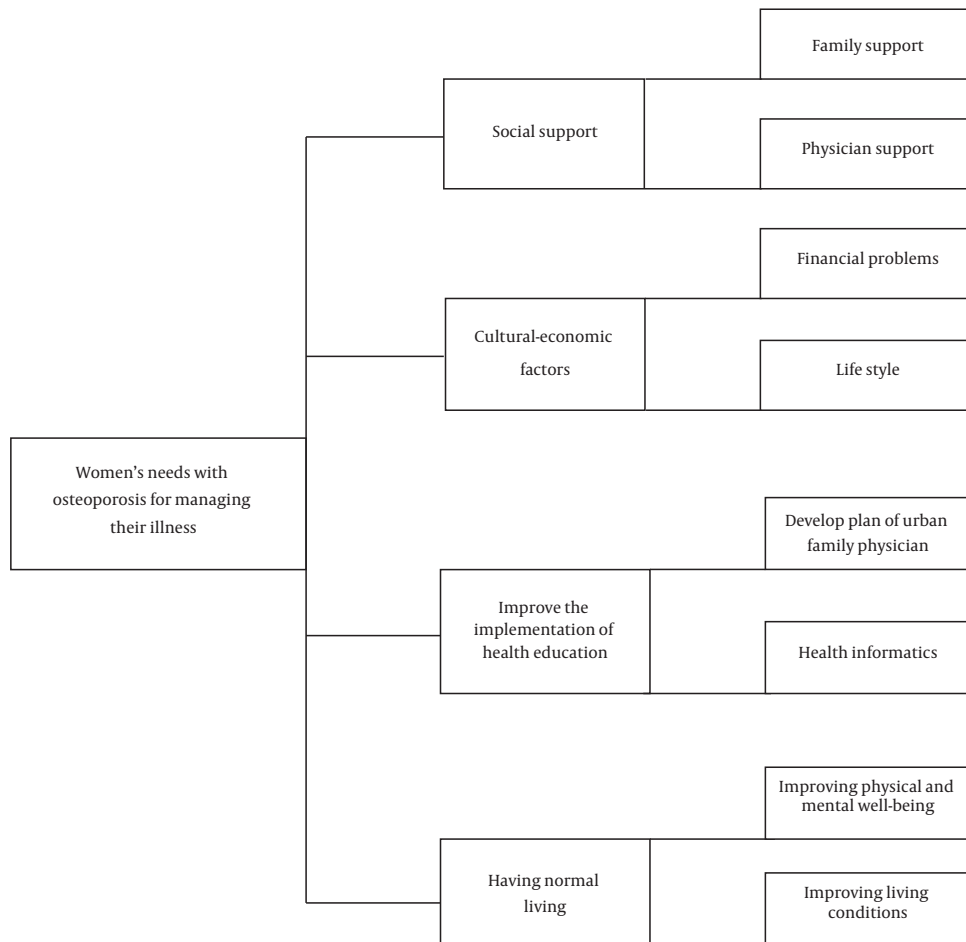 Women's needs with
osteoporosis for managing
their illness
Social support
Family support
Physician support
Cultural-economic
factors
Financial problems
Life style
Improve the
implementation of
health education
Develop plan of urban
family physician
Health informatics
Having normal
living
Improving physical and
mental well-being
Improving living
conditions